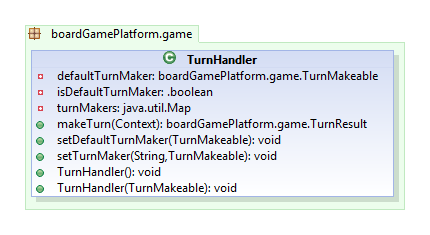 boardGamePlatform.game
C TurnHandler
defaultTurnMaker: boardGamePlatform.game.TurnMakeable
isDefaultTurnMaker: .boolean
turnMakers: java.util.Map
makeTurn(Context): boardGamePlatform.game.TurnResult
setDefaultTurnMaker(TurnMakeable): void
setTurnMaker(String,TurnMakeable): void
TurnHandler(): void
TurnHandler(TurnMakeable): void